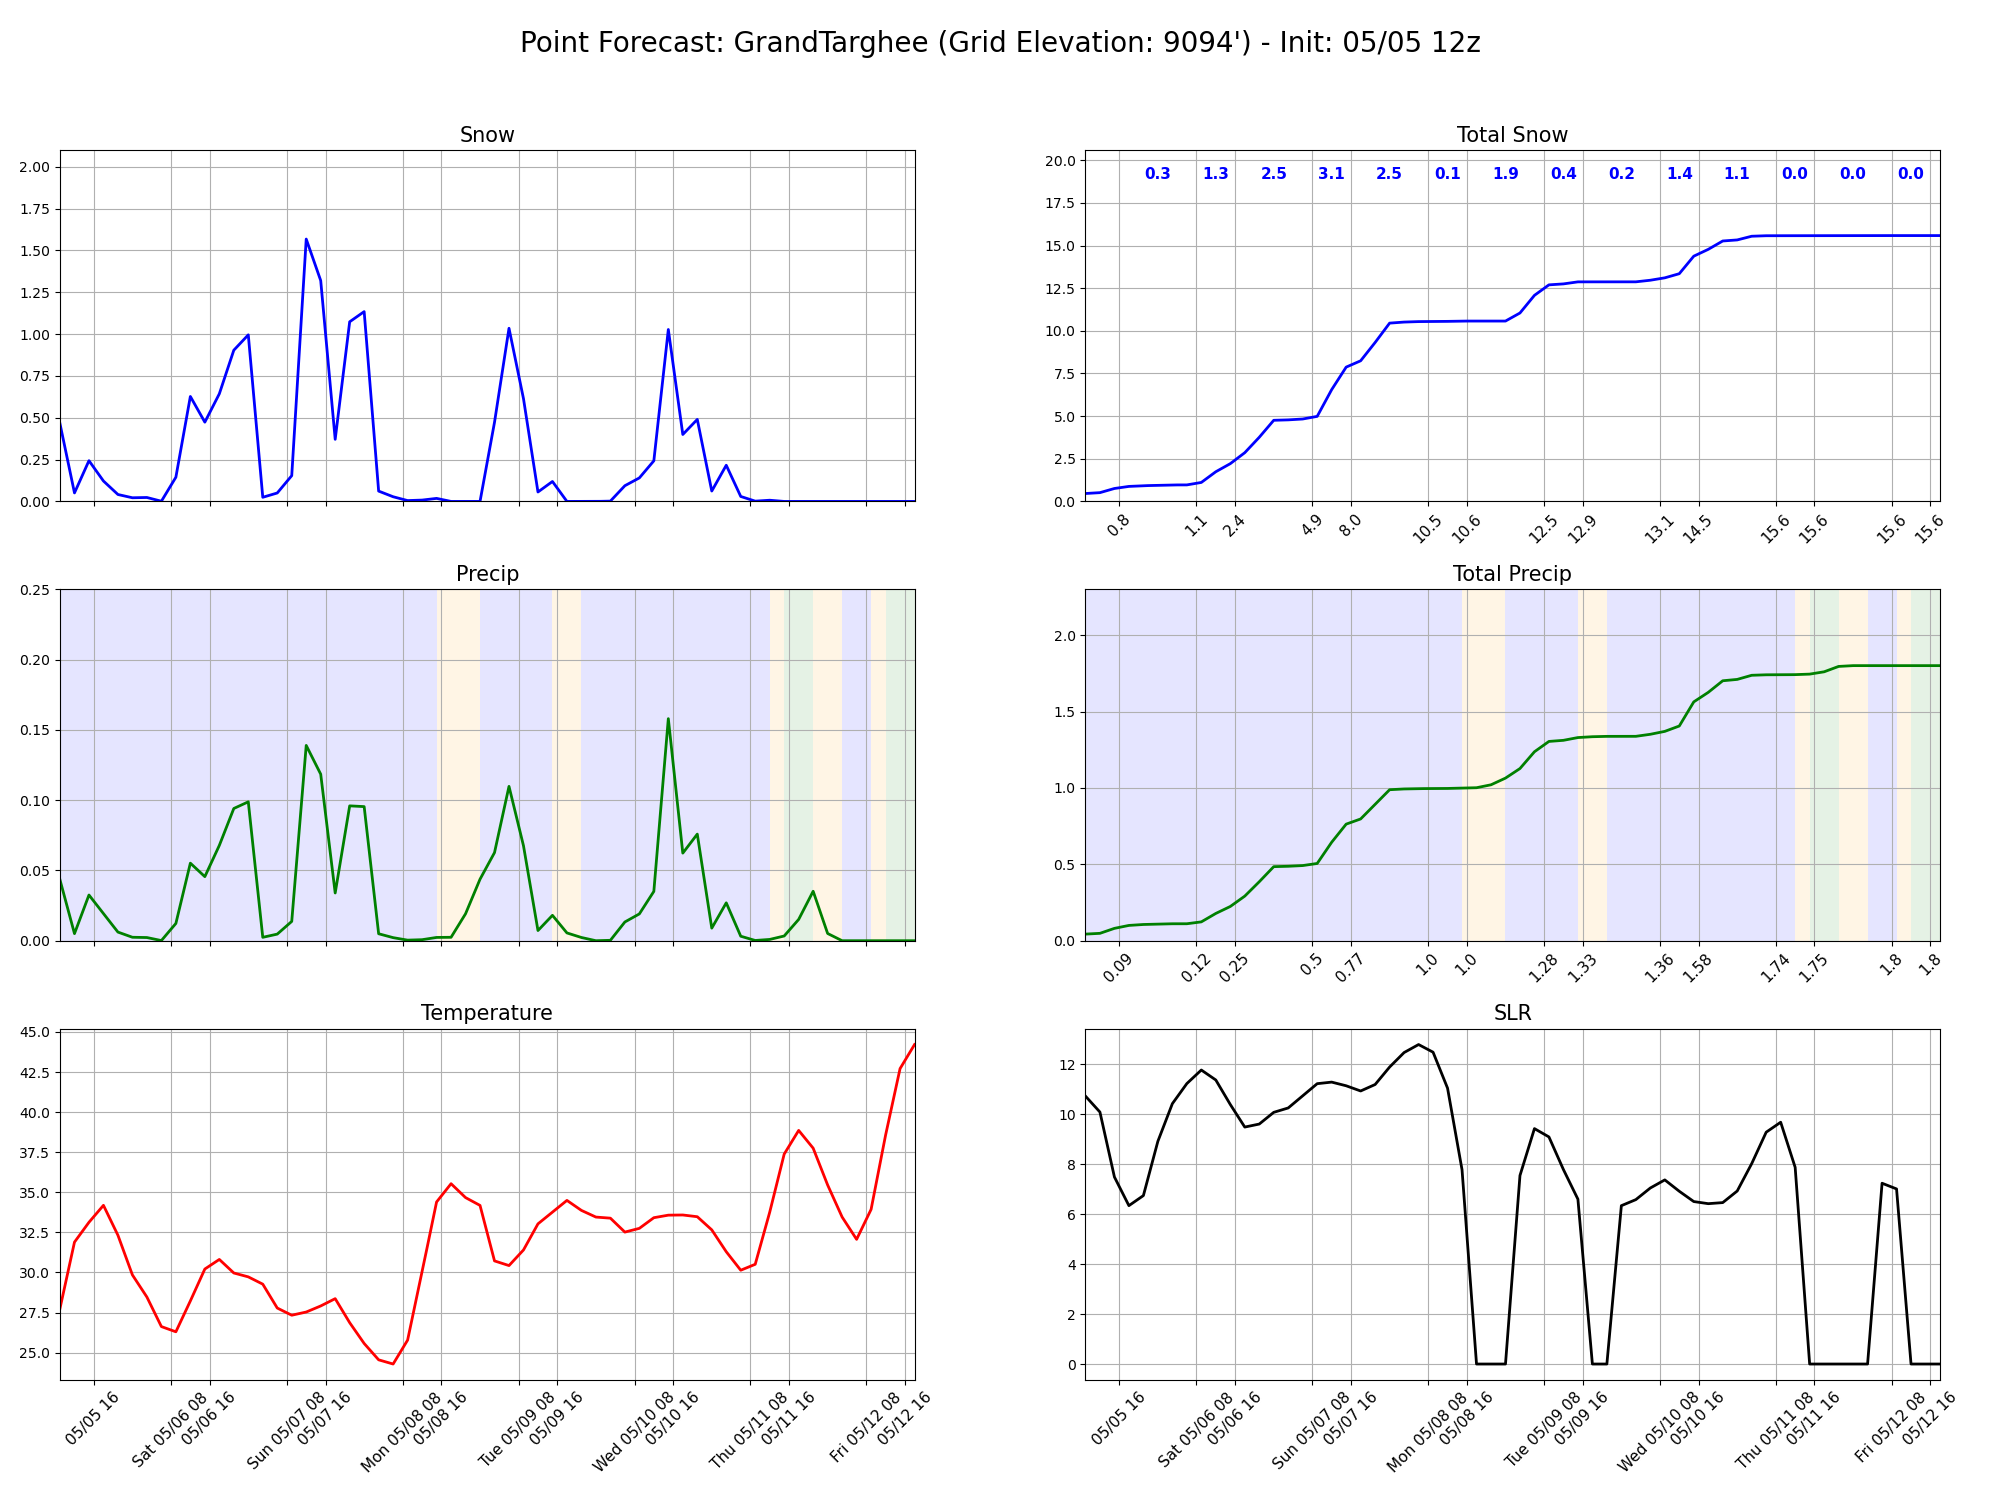 Point Forecast: GrandTarghee (Grid Elevation: 9094') - Init: 05/05 12z
Snow
2.00
1.75
1.50
1.25
1.00
0.75
0.50
0.25
0.00
Total Snow
20.0
17.5
15.0
12.5
10.0
7.5
5.0
2.5
0.0
0.3 1.3 2.5 3.1 2.5 0.1 1.9 0.4 0.2 1.4 1.1 0.0 0.0 0.0
0.8 1.1 2.4 4.9 8.0 10.5 10.6 12.5 12.9 13.1 14.5 15.6 15.6 15.6 15.6
Precip
0.25
0.20
0.15
0.10
0.05
0.00
Total Precip
2.0
1.5
1.0
0.5
0.0
0.09 0.12 0.25 0.5 0.77 1.0 1.0 1.28 1.33 1.36 1.58 1.74 1.75 1.8 1.8
Temperature
45.0
42.5
40.0
37.5
35.0
32.5
30.0
27.5
25.0
05/05 16
Sat 05/06 08
05/06 16
Sun 05/07 08
05/07 16
Mon 05/08 08
05/08 16
Tue 05/09 08
05/09 16
Wed 05/10 08
05/10 16
Thu 05/11 08
05/11 16
Fri 05/12 08
05/12 16
SLR
12
10
8
6
4
2
0
05/05 16
Sat 05/06 08
05/06 16
Sun 05/07 08
05/07 16
Mon 05/08 08
05/08 16
Tue 05/09 08
05/09 16
Wed 05/10 08
05/10 16
Thu 05/11 08
05/11 16
Fri 05/12 08
05/12 16